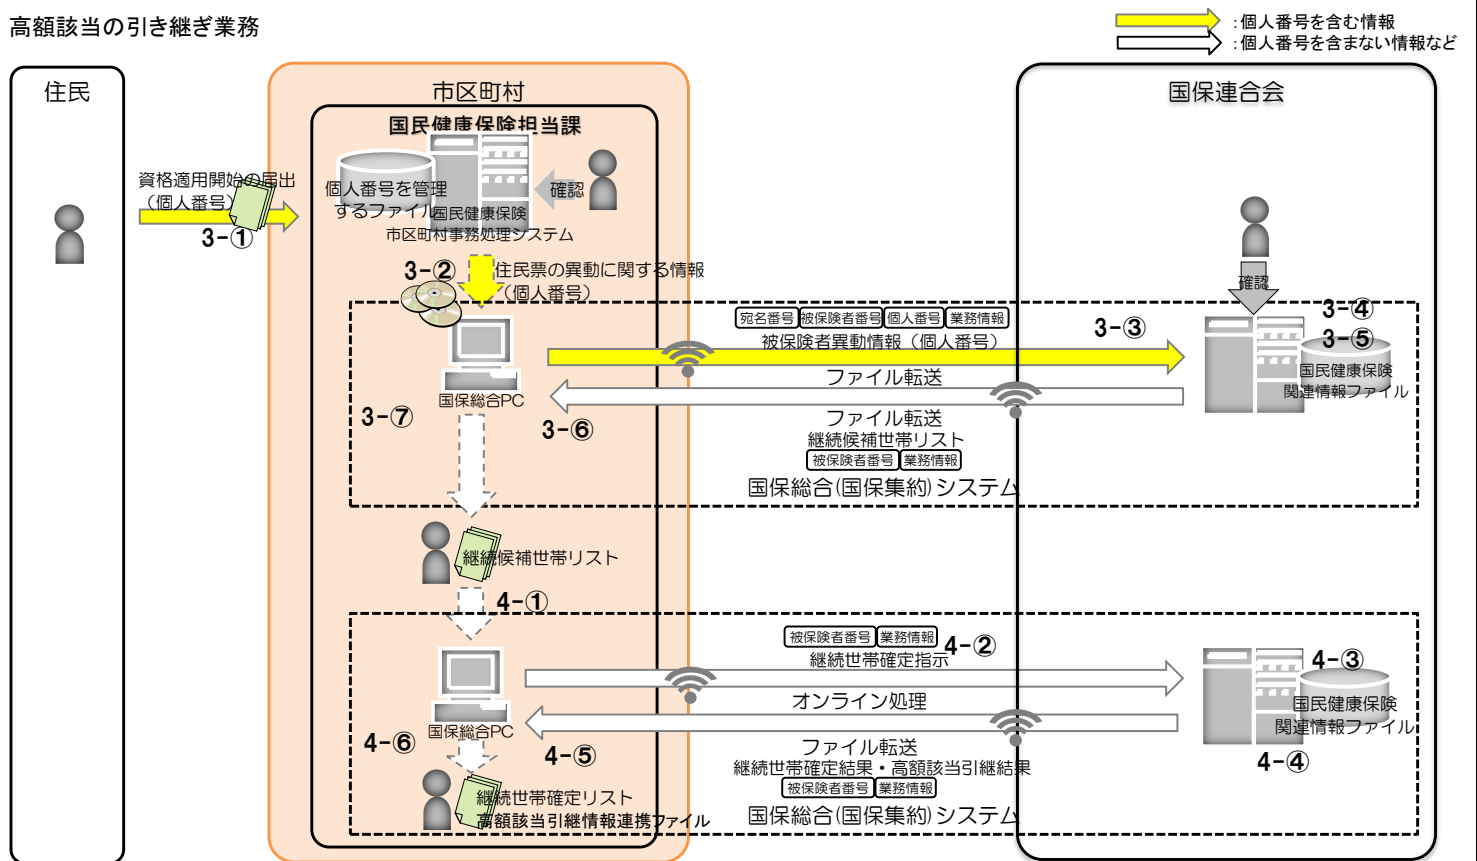 高額該当の引き継ぎ業務
:個人番号を含む情報
:個人番号を含まない情報など
住民
市区町村
国保連合会
国民健康保険担当課
資格適用開始の届出
(個人番号)
3-①
個人番号を管理
するファイル
国民健康保険
市区町村事務処理システム
確認
3-②
住民票の異動に関する情報
(個人番号)
確認
宛名番号 被保険者番号 個人番号 業務情報
被保険者異動情報(個人番号)
3-③
3-④
3-⑤
国民健康保険
関連情報ファイル
ファイル転送
国保総合PC
3-⑦
3-⑥
ファイル転送
継続候補世帯リスト
被保険者番号 業務情報
国保総合(国保集約)システム
継続候補世帯リスト
4-①
被保険者番号 業務情報
4-②
継続世帯確定指示
4-③
国民健康保険
関連情報ファイル
オンライン処理
国保総合PC
4-⑥
4-⑤
4-④
ファイル転送
継続世帯確定結果・高額該当引継結果
被保険者番号 業務情報
国保総合(国保集約)システム
継続世帯確定リスト
高額該当引継情報連携ファイル